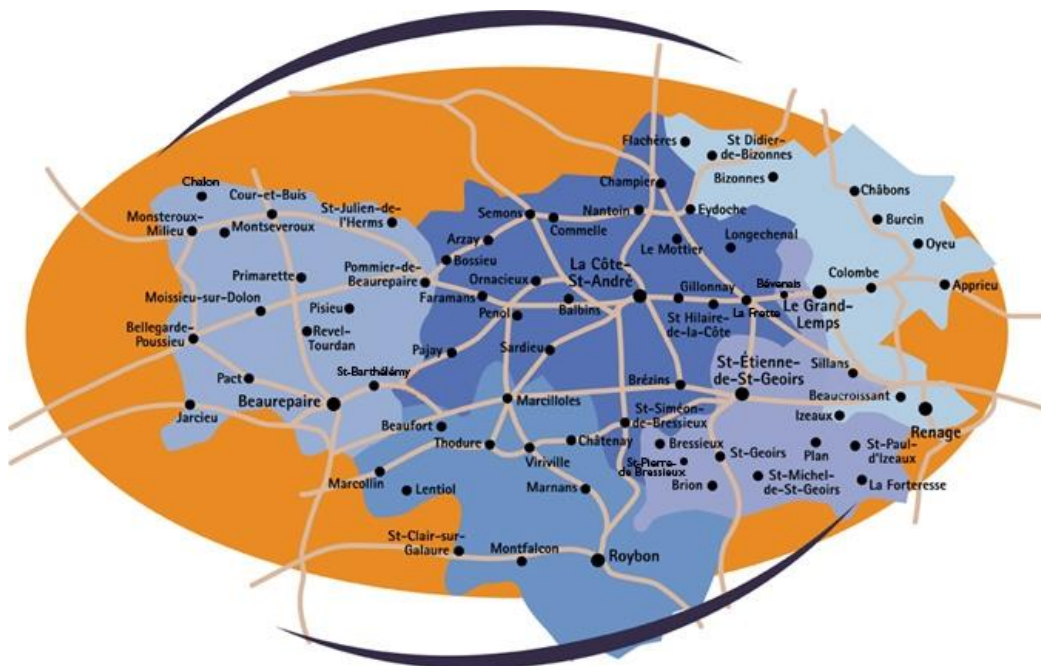 Flachères
St Didier-
de-Bizonnes
Bizonnes
Champier
Châbons
Chalon
Cour-et-Buis
St-Julien-de-
l'Herms
Monsteroux-
Milieu
Montseveroux
Semons
Commelle
Nantoin
Eydoche
Burcin
Arzay
Le Mottier
Longechenal
Oyeu
Bossieu
Primarette
Pommier-de-
Beaurepaire
Ornacieux
La Côte-
St-André
Gillonnay
Béverais
Colombe
Apprieu
Moissieu-sur-Dolon
Pisieu
Faramans
Penol
Balbins
St Hilaire-
de-la-Côte
La Frette
Le Grand-
Lemps
Bellegarde-
Poussieu
Revel-
Tourdan
Pajay
Sardieu
Sillans
Pact
St-Barthélémy
Brézins
St-Étienne-
de-St-Geoirs
Beaucroissant
Jarcieu
Beaurepaire
Marcilloles
Izeaux
Renage
Beaufort
St-Siméon-
de-Bressieux
Thodure
Châtenay
Bressieux
St-Geoirs
Plan
St-Paul-
d'Izeaux
Viriville
St-Pierre-
de Bressieux
Marcollin
Lentiol
Marnans
Brion
St-Michel-
de-St-Geoirs
La Forteresse
St-Clair-sur-
Galaure
Montfalcon
Roybon